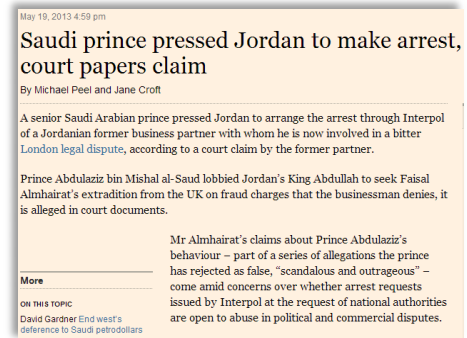 May 19, 2013 4:59 pm
Saudi prince pressed Jordan to make arrest,
court papers claim
By Michael Peel and Jane Croft
A senior Saudi Arabian prince pressed Jordan to arrange the arrest through Interpol
of a Jordanian former business partner with whom he is now involved in a bitter
London legal dispute, according to a court claim by the former partner.
Prince Abdulaziz bin Mishal al-Saud lobbied Jordan's King Abdullah to seek Faisal
Almhairat's extradition from the UK on fraud charges that the businessman denies, it
is alleged in court documents.
Mr Almhairat's claims about Prince Abdulaziz's
behaviour – part of a series of allegations the prince
has rejected as false, "scandalous and outrageous" –
come amid concerns over whether arrest requests
issued by Interpol at the request of national authorities
are open to abuse in political and commercial disputes.
More
ON THIS TOPIC
David Gardner End west's
deference to Saudi petrodollars